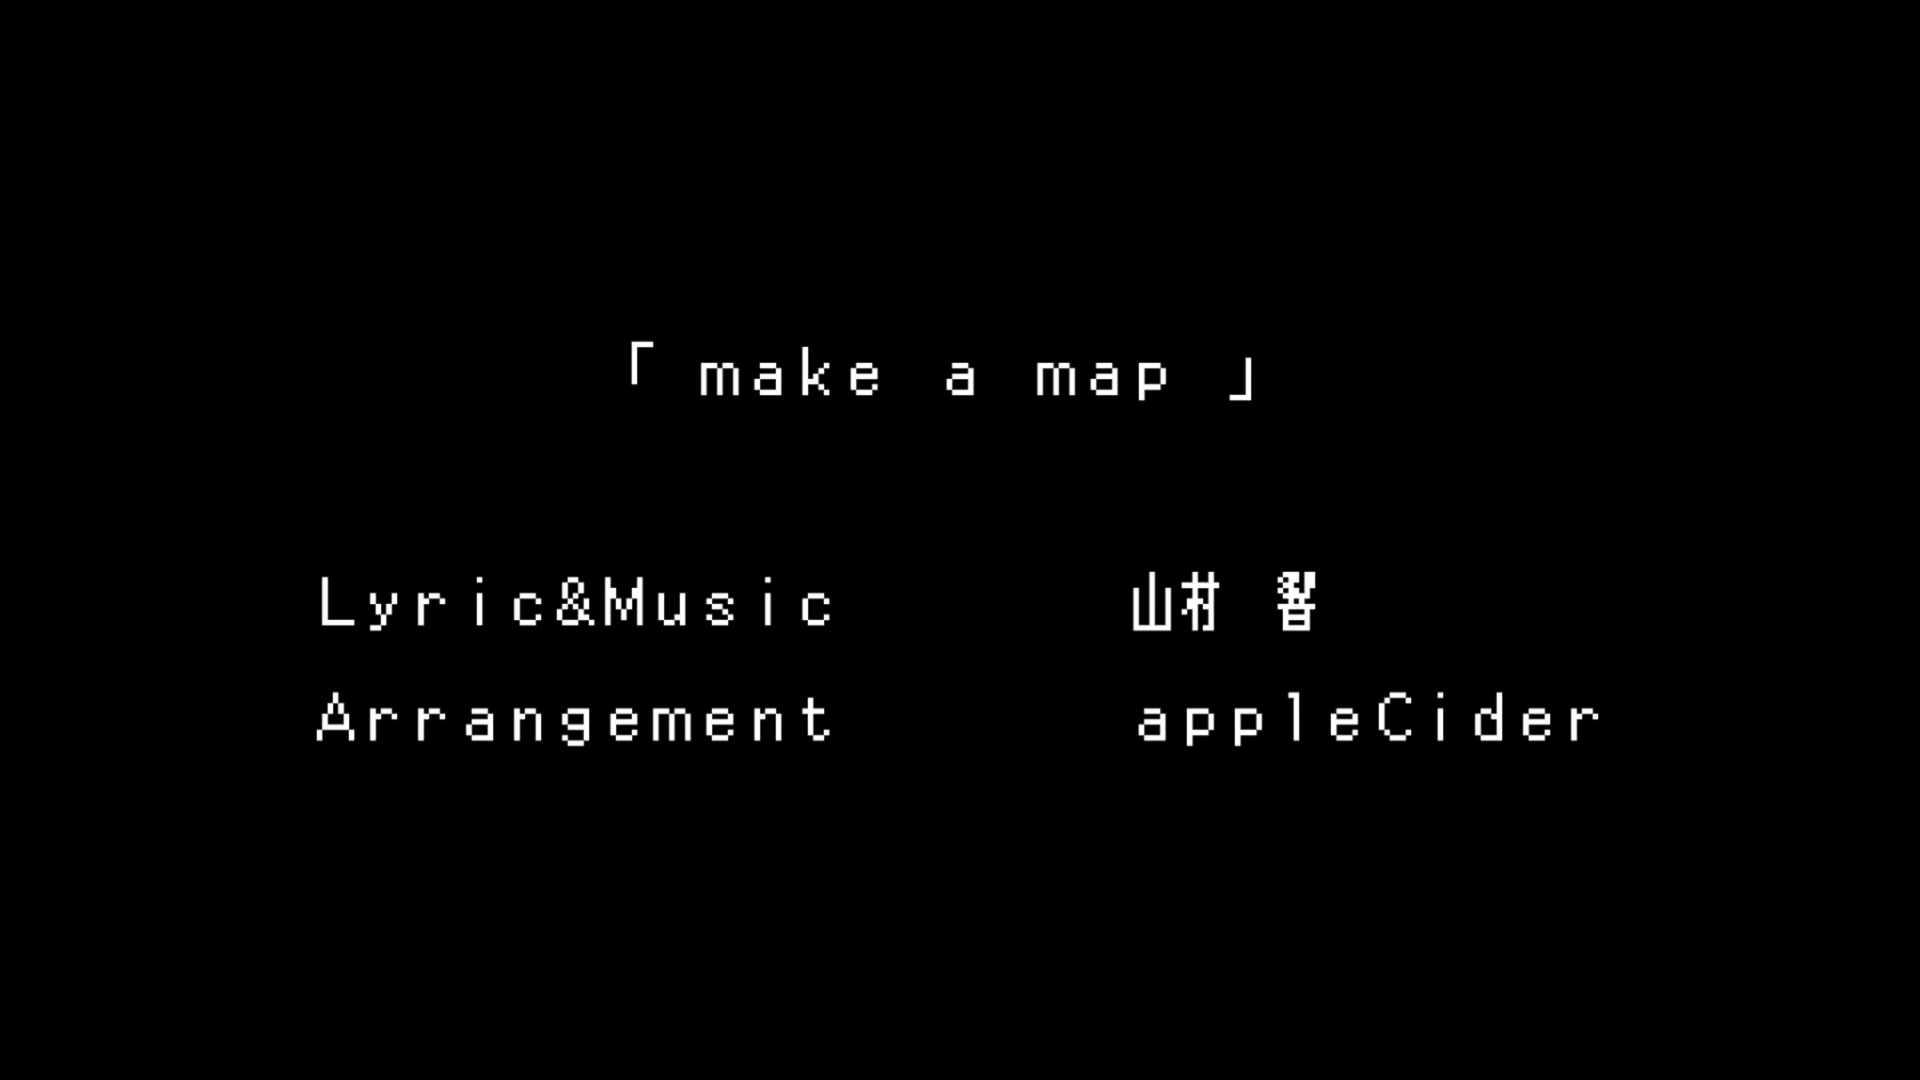 「 make a map 」
Lyric&Music 山村 響
Arrangement appleCider